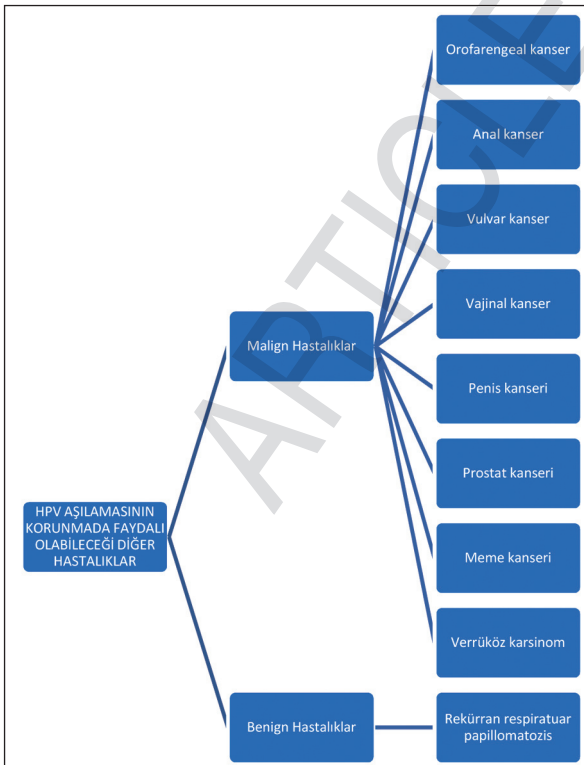 HPV AŞILAMASININ
KORUNMADA FAYDALI
OLABİLECEĞİ DİĞER
HASTALIKLAR
Malign Hastalıklar
Orofarengeal kanser
Anal kanser
Vulvar kanser
Vajinal kanser
Penis kanseri
Prostat kanseri
Meme kanseri
Verrüköz karsinom
Benign Hastalıklar
Rekürran respiratuar
papillomatozis
ARTICLE